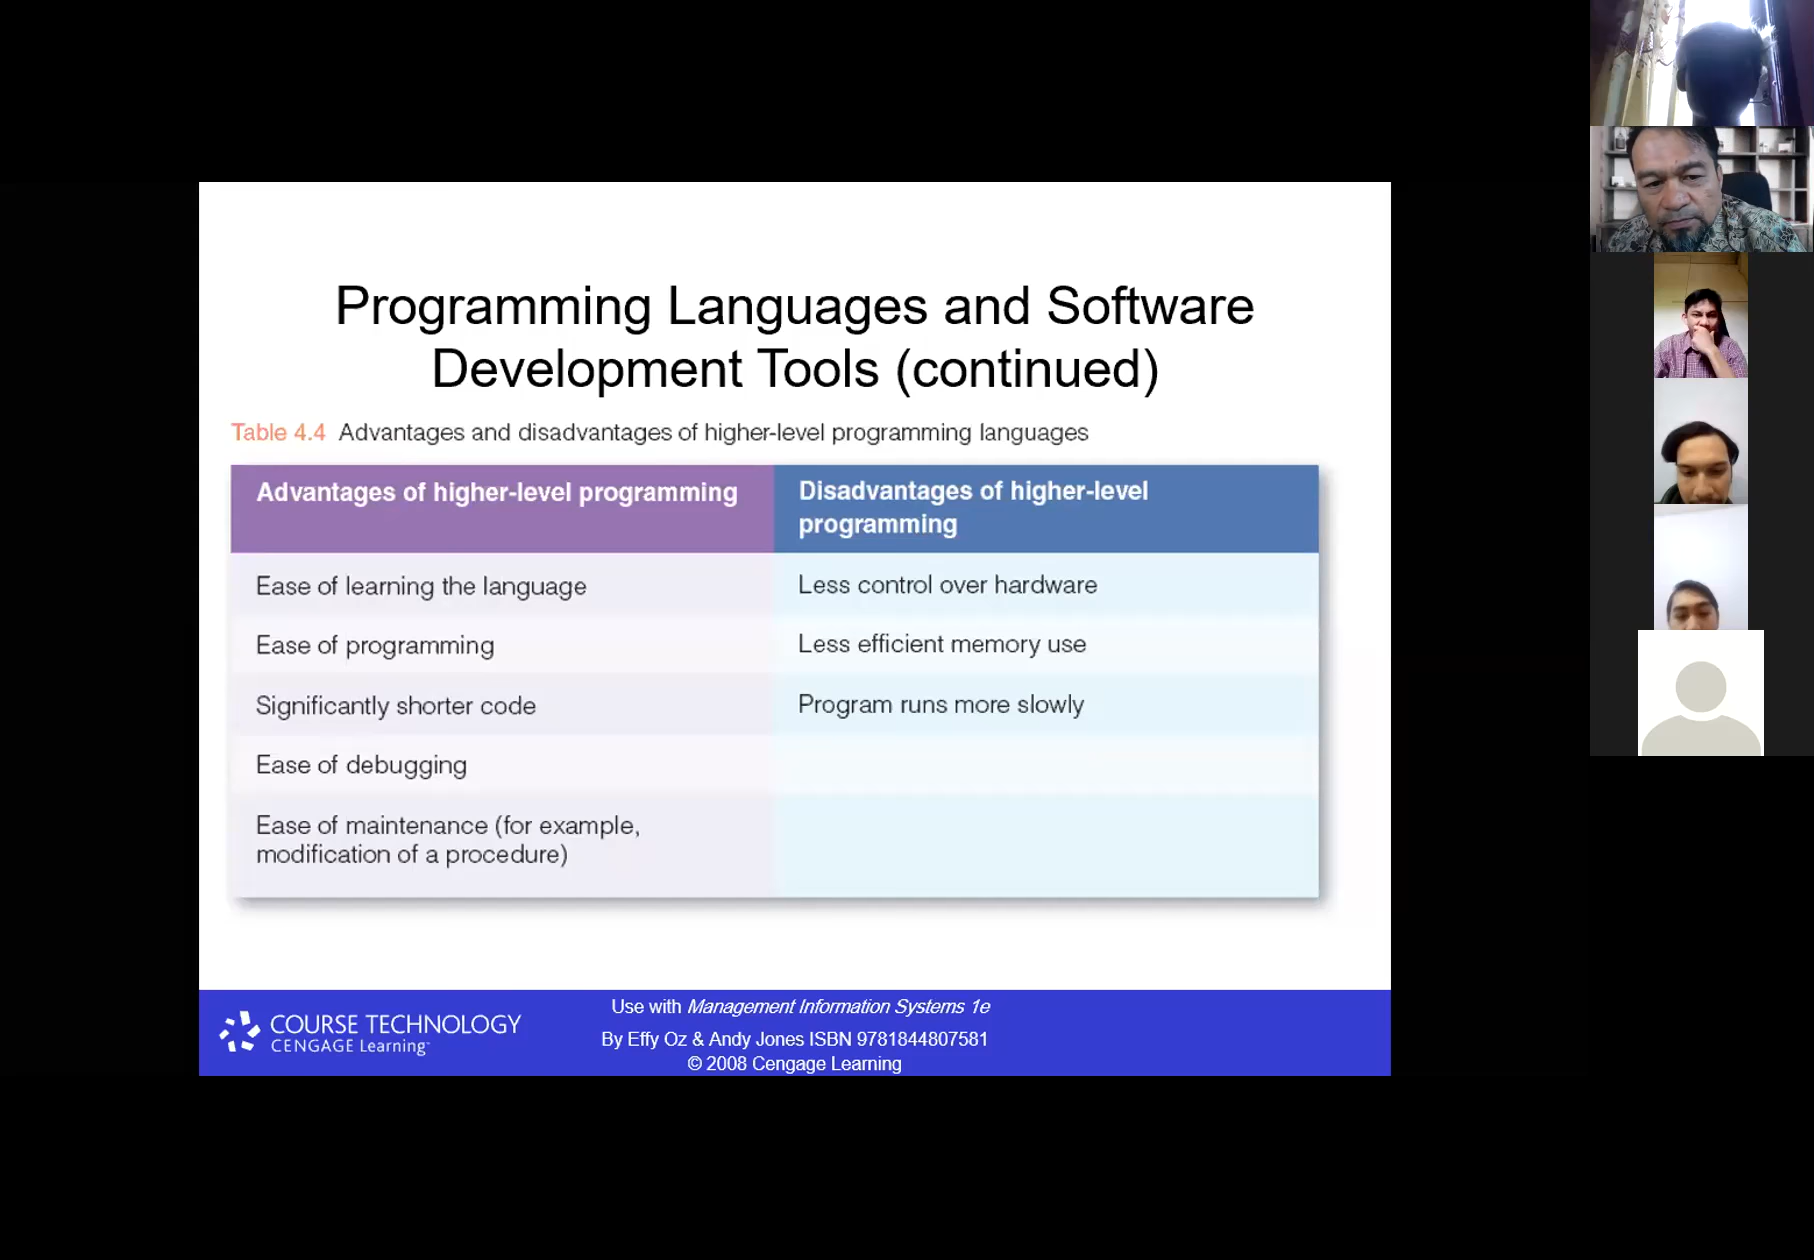 Programming Languages and Software
Development Tools (continued)
Table 4.4 Advantages and disadvantages of higher-level programming languages
Advantages of higher-level programming
Disadvantages of higher-level
programming
Ease of learning the language
Less control over hardware
Ease of programming
Less efficient memory use
Significantly shorter code
Program runs more slowly
Ease of debugging
Ease of maintenance (for example,
modification of a procedure)
COURSE TECHNOLOGY
CENGAGE Learning™
Use with Management Information Systems 1e
By Effy Oz & Andy Jones ISBN 9781844807581
© 2008 Cengage Learning